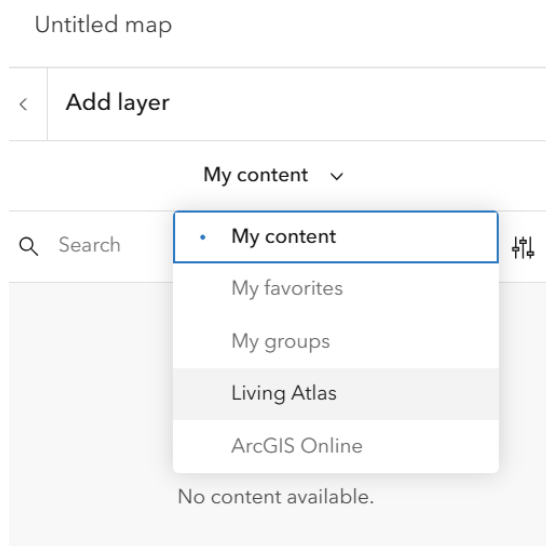 Untitled map
Add layer
My content
Search
My content
My favorites
My groups
Living Atlas
ArcGIS Online
No content available.